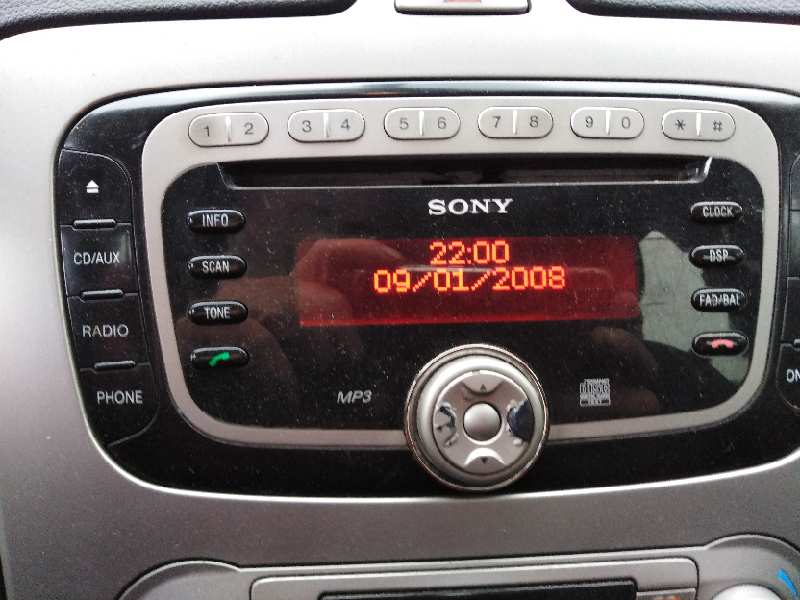 1 2 3 4 5 6 7 8 9 0 * #
SONY
INFO
CLOCK
22:00
CD/AUX
DSP
SCAN
09/01/2008
FAD/BAL
TONE
RADIO
PHONE
MP3